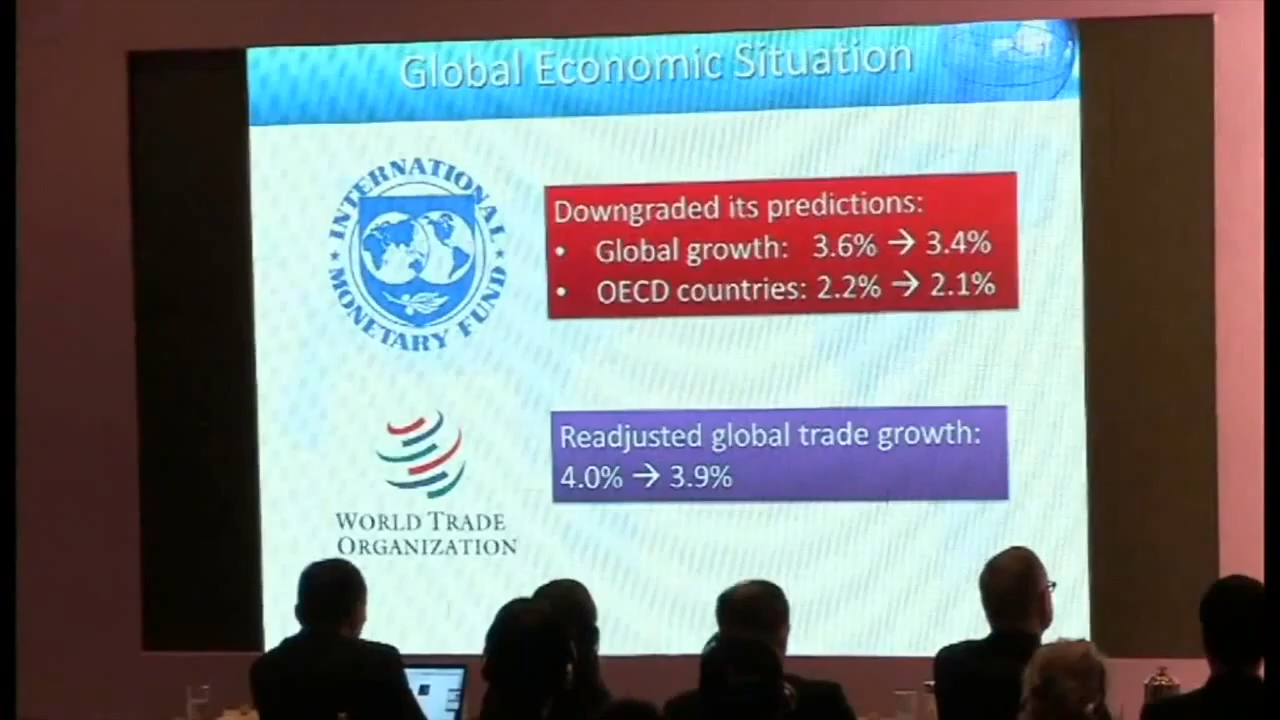 Global Economic Situation
INTERNATIONAL
MONETARY FUND
Downgraded its predictions:
• Global growth: 3.6% → 3.4%
• OECD countries: 2.2% → 2.1%
Readjusted global trade growth:
4.0% → 3.9%
WORLD TRADE
ORGANIZATION